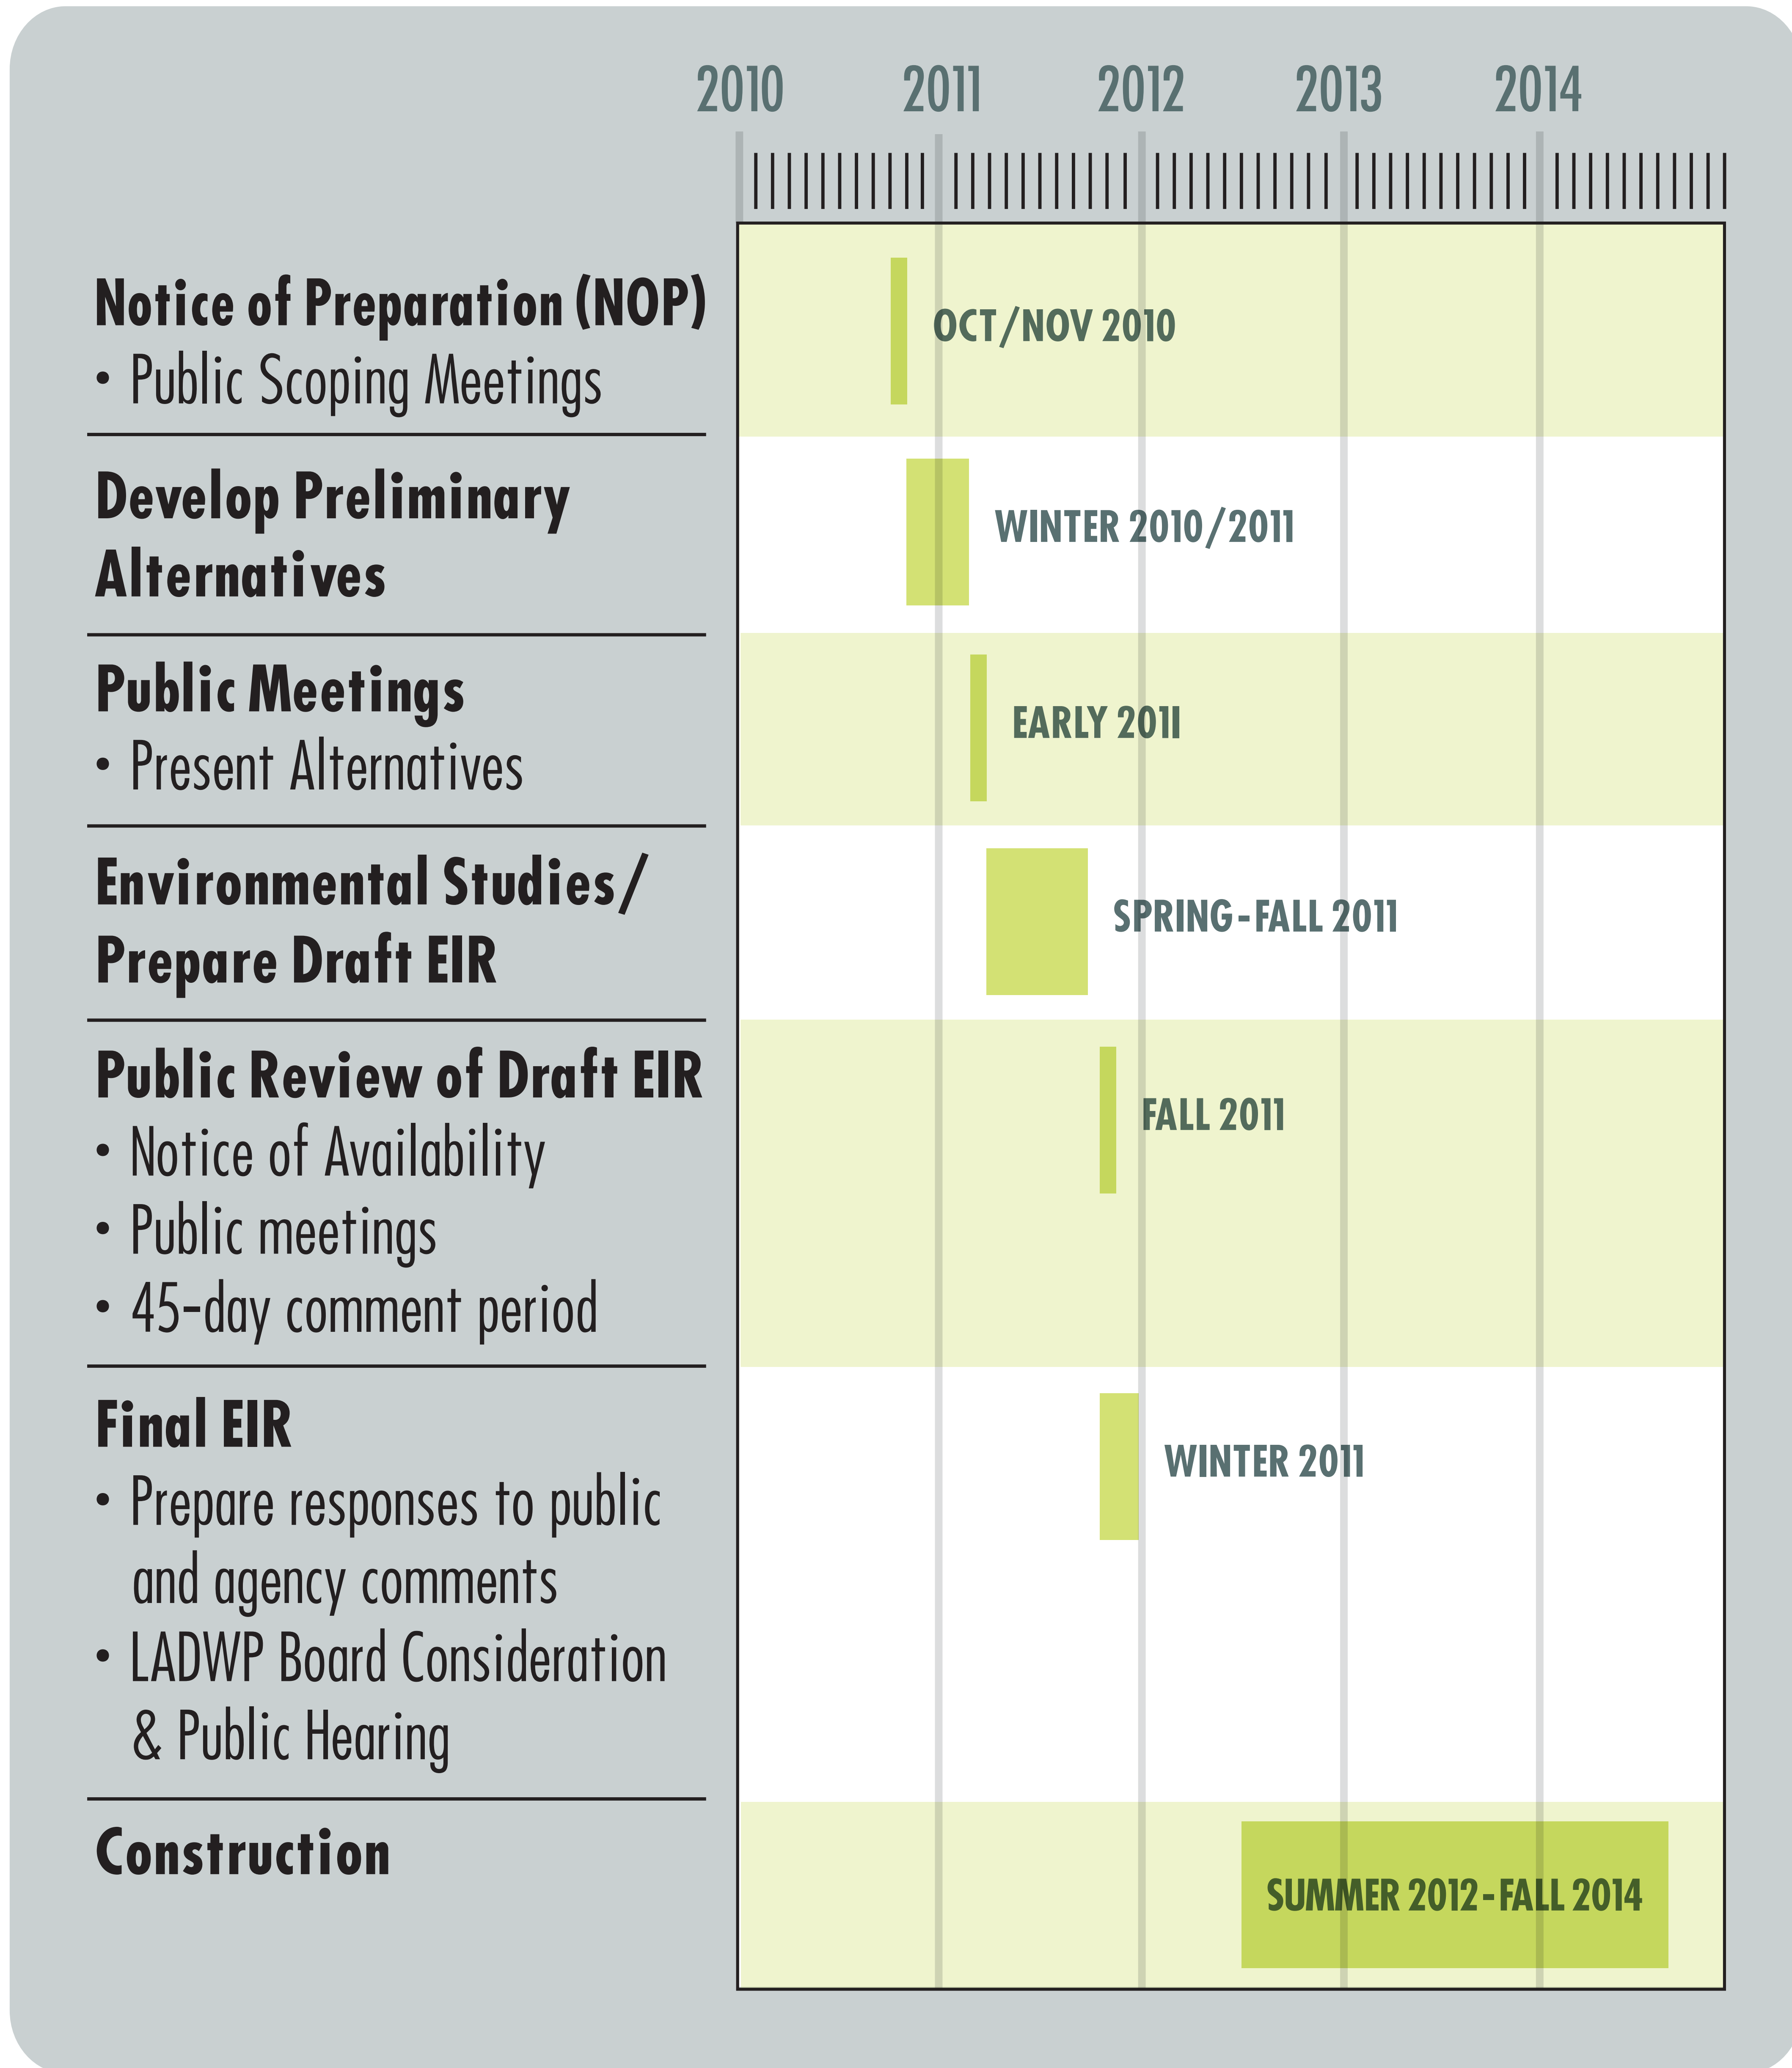 2010 2011 2012 2013 2014
Notice of Preparation (NOP)
• Public Scoping Meetings
OCT/NOV 2010
Develop Preliminary
Alternatives
WINTER 2010/2011
Public Meetings
• Present Alternatives
EARLY 2011
Environmental Studies/
Prepare Draft EIR
SPRING-FALL 2011
Public Review of Draft EIR
• Notice of Availability
• Public meetings
• 45-day comment period
FALL 2011
Final EIR
• Prepare responses to public
and agency comments
• LADWP Board Consideration
& Public Hearing
WINTER 2011
Construction
SUMMER 2012-FALL 2014